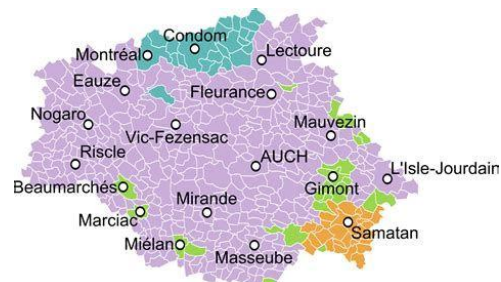 Condom
Montréal
Lectoure
Eauze
Fleurance
Nogaro
Vic-Fezensac
Mauvezin
Riscle
AUCH
L'Isle-Jourdain
Beaumarchés
Gimont
Marciac
Mirande
Samatan
Miélan
Masseube